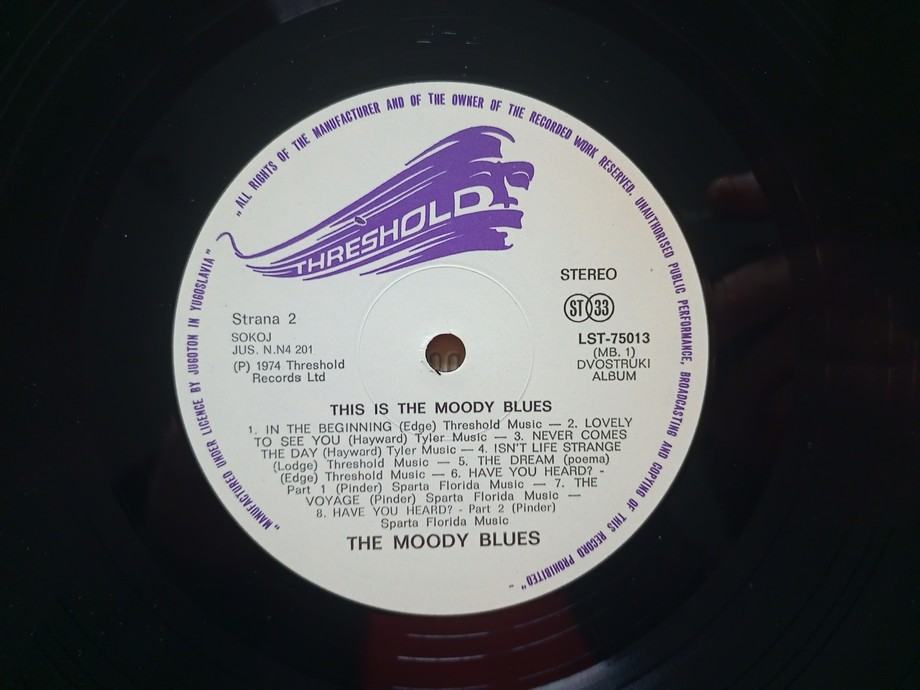 „ALL RIGHTS OF THE MANUFACTURER AND OF THE OWNER OF THE RECORDED WORK RESERVED. UNAUTHORISED PUBLIC PERFORMANCE, BROADCASTING AND COPYING OF THIS RECORD PROHIBITED”
„MANUFACTURED UNDER LICENCE BY JUGOTON IN YUGOSLAVIA”
THRESHOLD
STEREO
ST 33
Strana 2
SOKOJ
JUS. N.N4 201
(P) 1974 Threshold
Records Ltd
LST-75013
(MB. 1)
DVOSTRUKI
ALBUM
THIS IS THE MOODY BLUES
1. IN THE BEGINNING (Edge) Threshold Music — 2. LOVELY
TO SEE YOU (Hayward) Tyler Music — 3. NEVER COMES
THE DAY (Hayward) Tyler Music — 4. ISN'T LIFE STRANGE
(Lodge) Threshold Music — 5. THE DREAM (poema)
(Edge) Threshold Music — 6. HAVE YOU HEARD? -
Part 1 (Pinder) Sparta Florida Music — 7. THE
VOYAGE (Pinder) Sparta Florida Music —
8. HAVE YOU HEARD? - Part 2 (Pinder)
Sparta Florida Music
THE MOODY BLUES